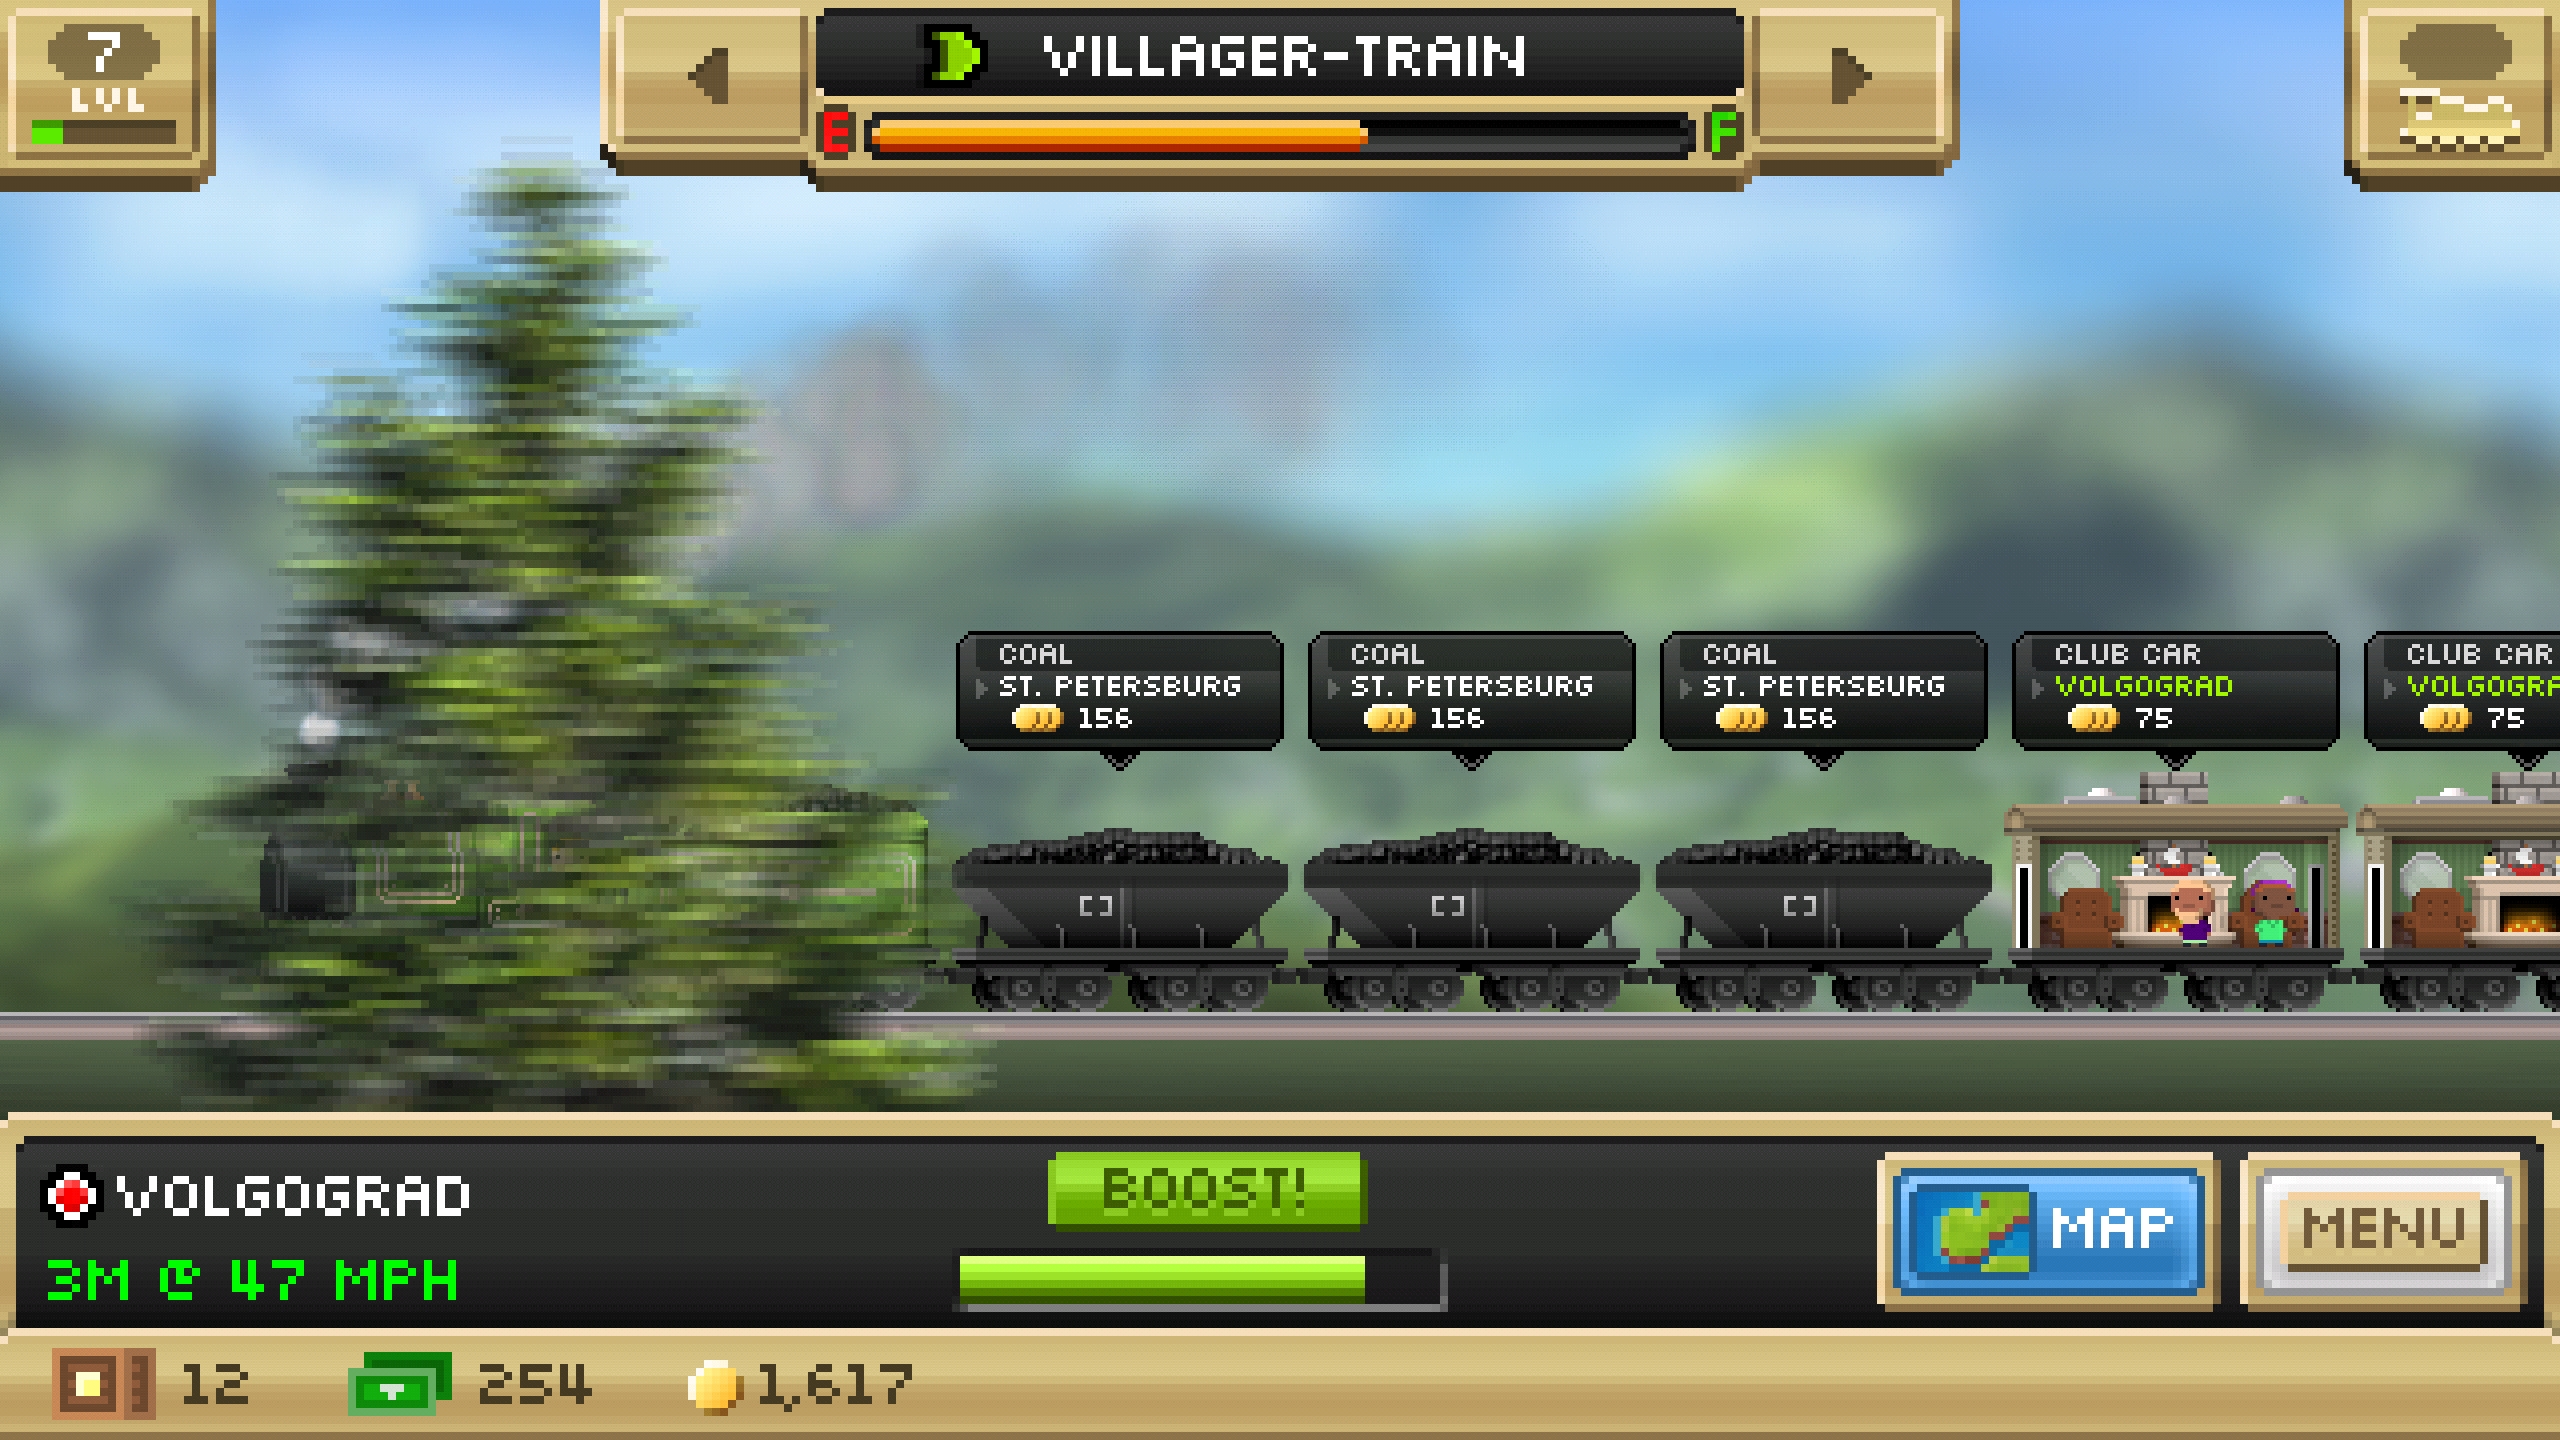 7
LVL
VILLAGER-TRAIN
E F
COAL
ST. PETERSBURG
156
COAL
ST. PETERSBURG
156
COAL
ST. PETERSBURG
156
CLUB CAR
VOLGOGRAD
75
CLUB CAR
VOLGOGRA
75
VOLGOGRAD
3M @ 47 MPH
BOOST!
MAP
MENU
12
254
1,617